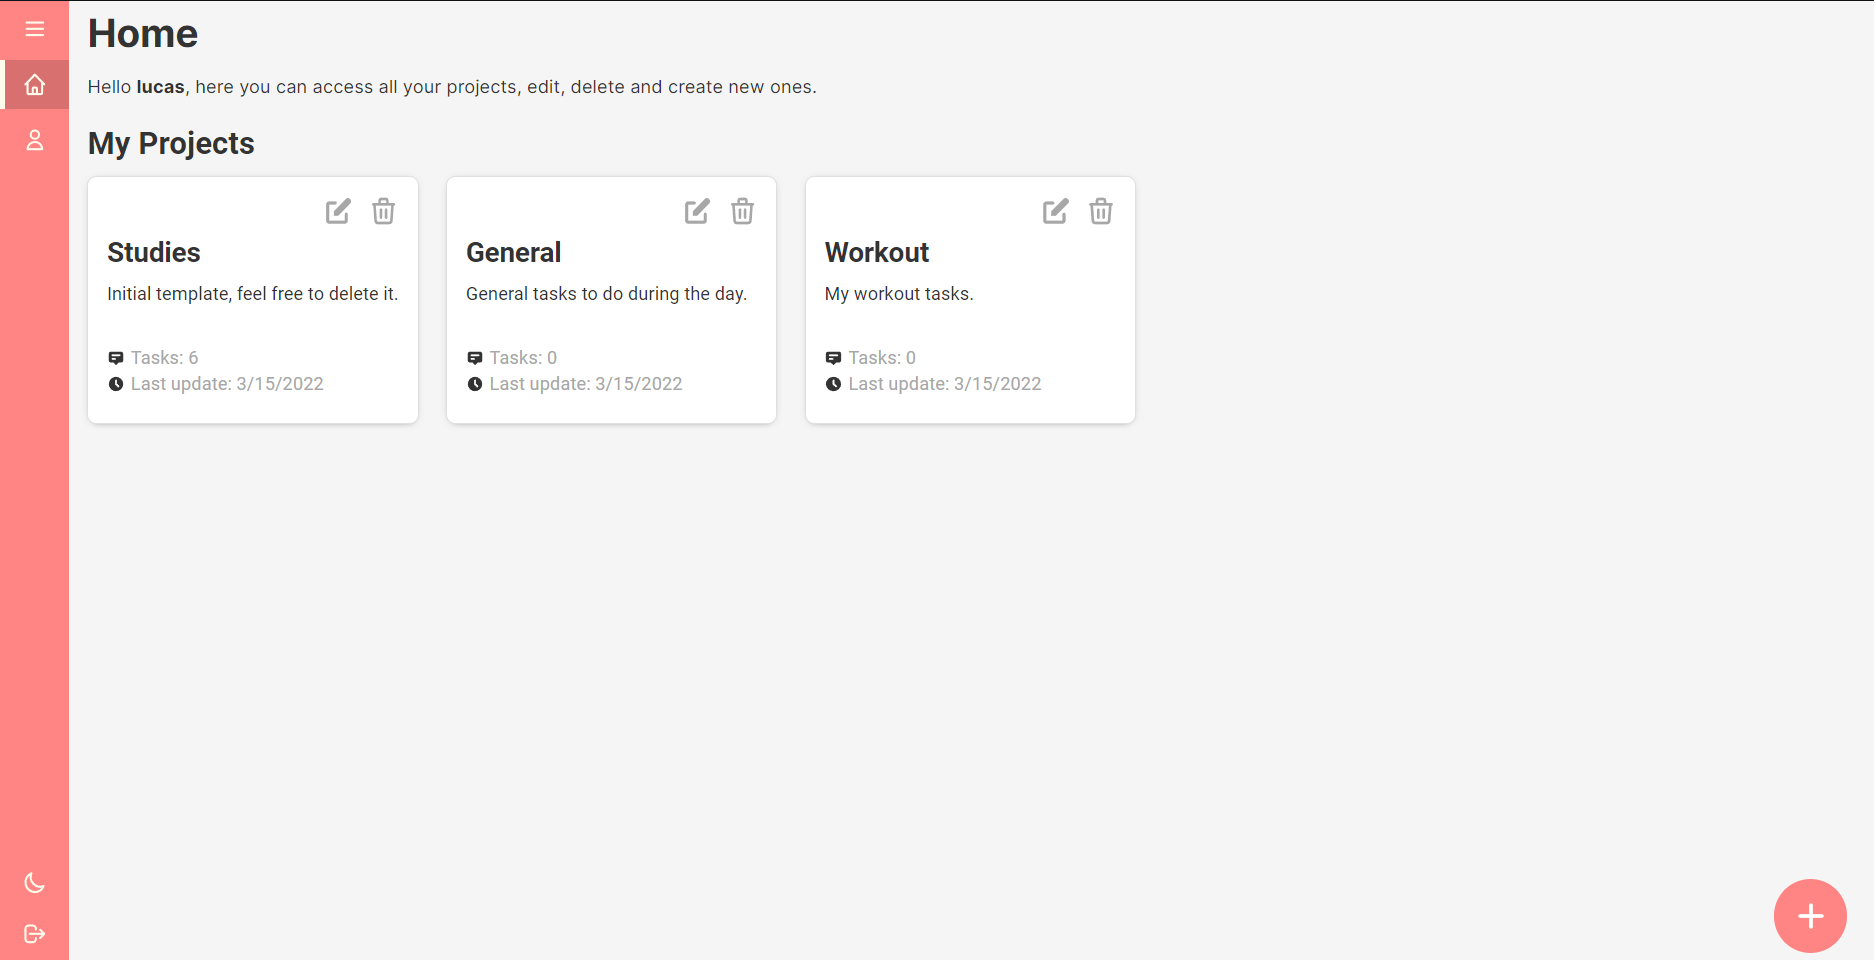 Home
Hello lucas, here you can access all your projects, edit, delete and create new ones.
My Projects
Studies
Initial template, feel free to delete it.
Tasks: 6
Last update: 3/15/2022
General
General tasks to do during the day.
Tasks: 0
Last update: 3/15/2022
Workout
My workout tasks.
Tasks: 0
Last update: 3/15/2022